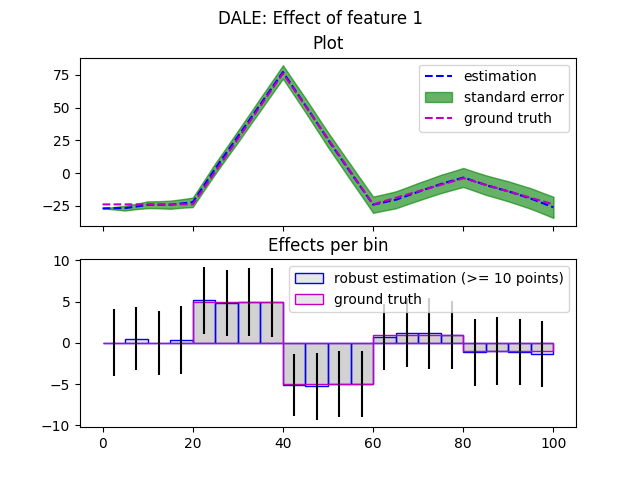 DALE: Effect of feature 1
Plot
75
50
25
0
−25
estimation
standard error
ground truth
Effects per bin
10
5
0
−5
−10
robust estimation (>= 10 points)
ground truth
0 20 40 60 80 100